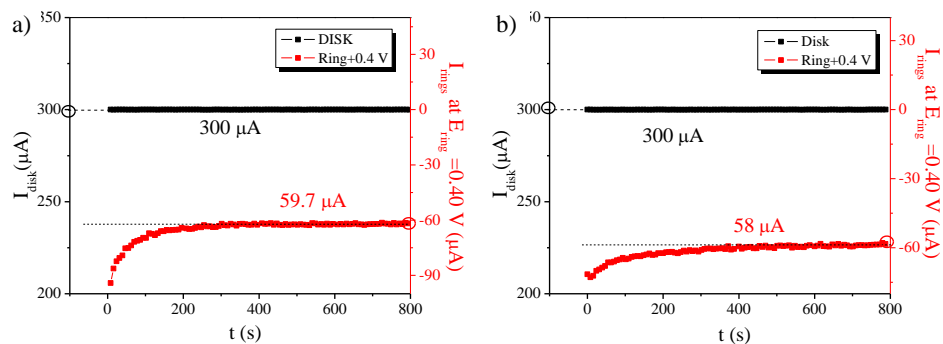 a)
350
300
250
200
I_disk(μA)
0
200
400
600
800
t (s)
DISK
Ring+0.4 V
300 μA
59.7 μA
0
-30
-60
-90
I_rings at E_ring =0.40 V (μA)
b)
350
300
250
200
I_disk(μA)
0
200
400
600
800
t (s)
Disk
Ring+0.4 V
300 μA
58 μA
30
0
-30
-60
I_rings at E_ring =0.40 V (μA)